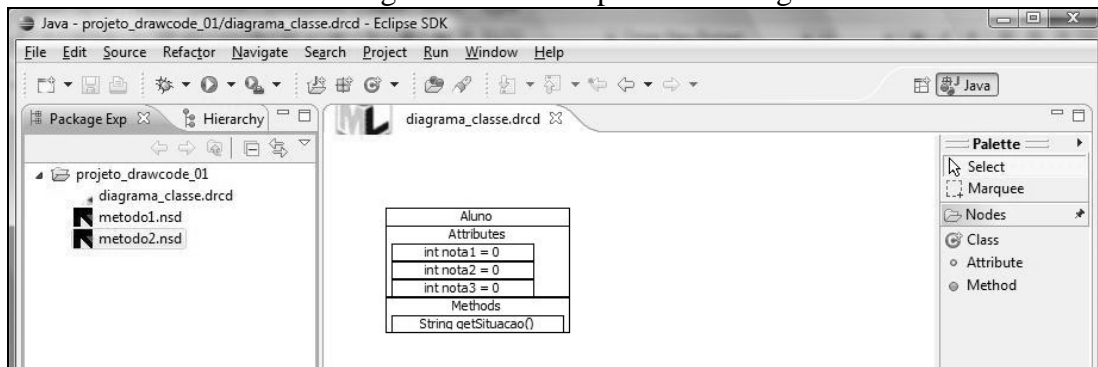 Java - projeto_drawcode_01/diagrama_classe.drcd - Eclipse SDK
File Edit Source Refactor Navigate Search Project Run Window Help
Java
Package Exp
Hierarchy
ML
diagrama_classe.drcd
projeto_drawcode_01
diagrama_classe.drcd
metodo1.nsd
metodo2.nsd
Aluno
Attributes
int nota1 = 0
int nota2 = 0
int nota3 = 0
Methods
String getSituacao()
Palette
Select
Marquee
Nodes
Class
Attribute
Method